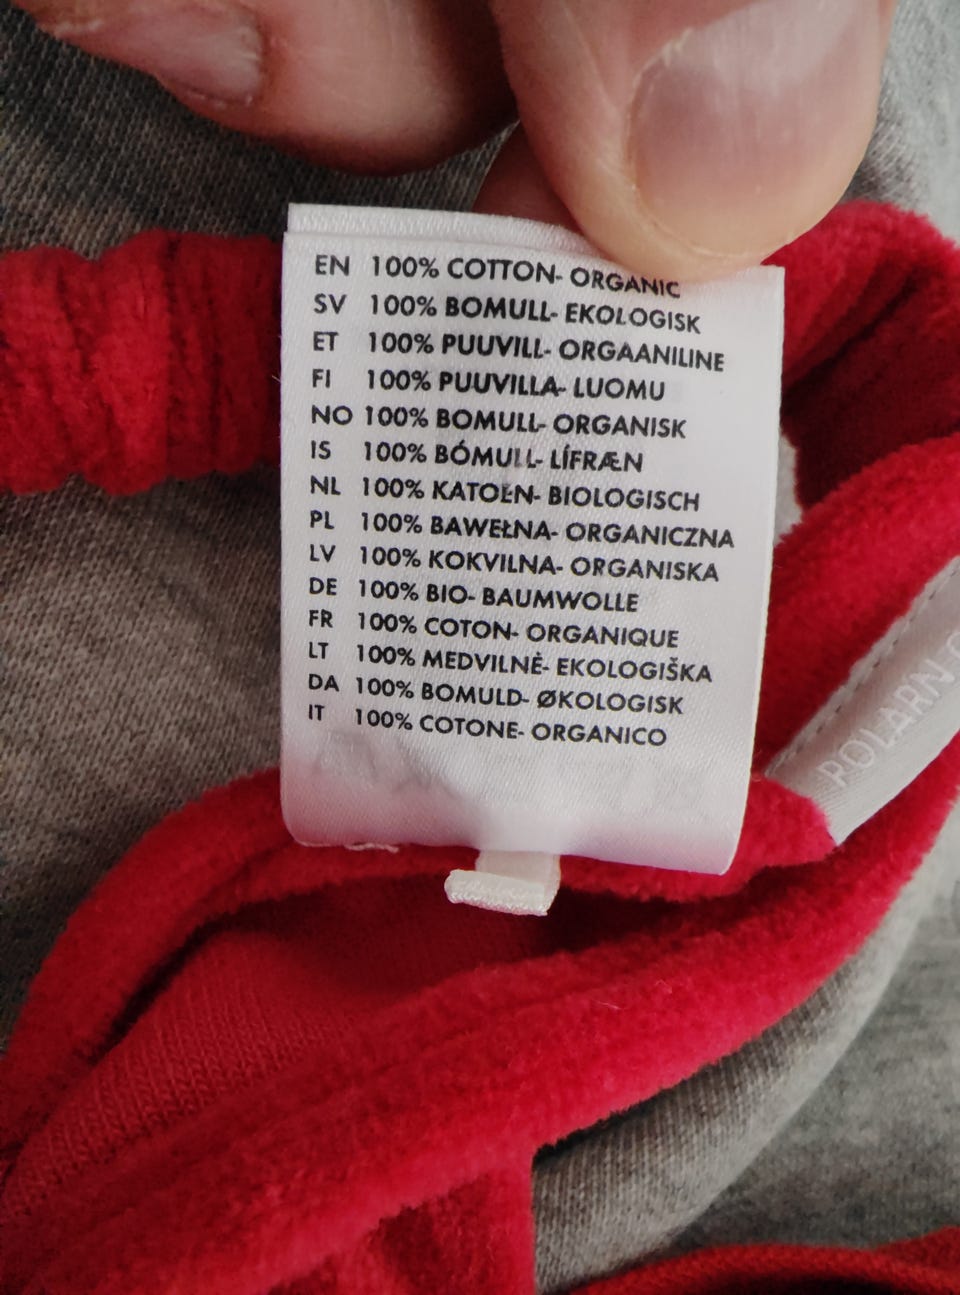 EN 100% COTTON- ORGANIC
SV 100% BOMULL- EKOLOGISK
ET 100% PUUVILL- ORGAANILINE
FI 100% PUUVILLA- LUOMU
NO 100% BOMULL- ORGANISK
IS 100% BÓMULL- LÍFRÆN
NL 100% KATOEN- BIOLOGISCH
PL 100% BAWEŁNA- ORGANICZNA
LV 100% KOKVILNA- ORGANISKA
DE 100% BIO- BAUMWOLLE
FR 100% COTON- ORGANIQUE
LT 100% MEDVILNĖ- EKOLOGIŠKA
DA 100% BOMULD- ØKOLOGISK
IT 100% COTONE- ORGANICO
POLARN